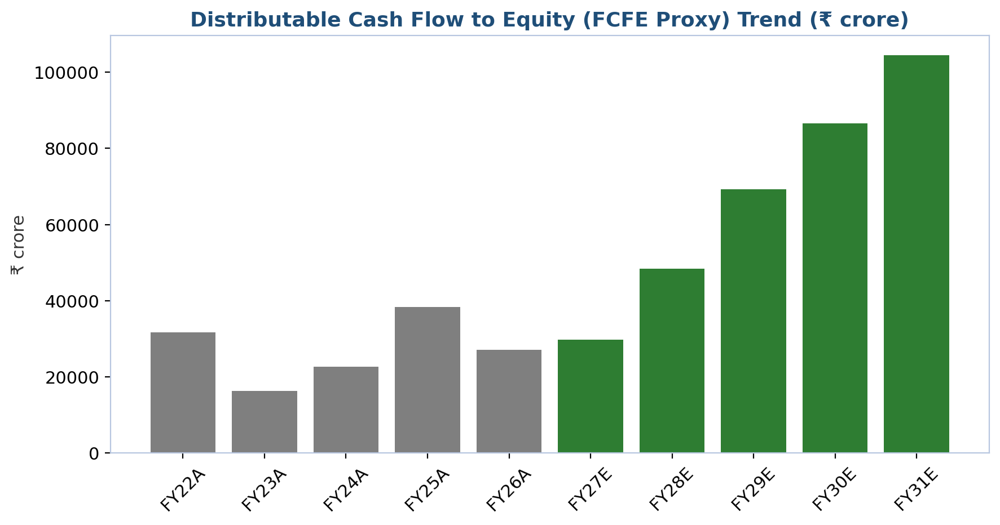 Distributable Cash Flow to Equity (FCFE Proxy) Trend (₹ crore)
₹ crore
100000
80000
60000
40000
20000
0
FY22A
FY23A
FY24A
FY25A
FY26A
FY27E
FY28E
FY29E
FY30E
FY31E